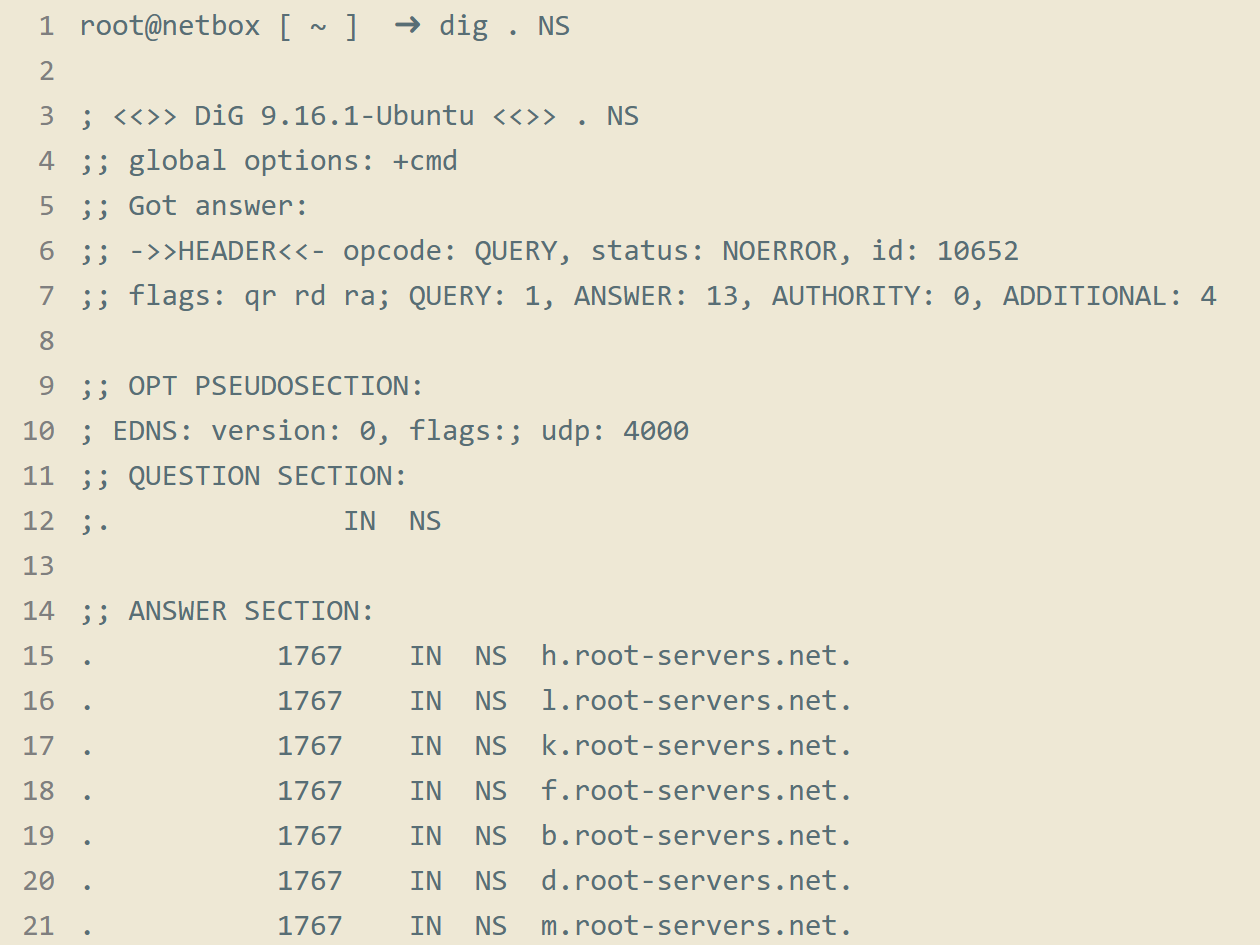 1 root@netbox [ ~ ]  ➜ dig . NS
2
3 ; <<>> DiG 9.16.1-Ubuntu <<>> . NS
4 ;; global options: +cmd
5 ;; Got answer:
6 ;; ->>HEADER<<- opcode: QUERY, status: NOERROR, id: 10652
7 ;; flags: qr rd ra; QUERY: 1, ANSWER: 13, AUTHORITY: 0, ADDITIONAL: 4
8
9 ;; OPT PSEUDOSECTION:
10 ; EDNS: version: 0, flags:; udp: 4000
11 ;; QUESTION SECTION:
12 ;.              IN  NS
13
14 ;; ANSWER SECTION:
15 .           1767    IN  NS  h.root-servers.net.
16 .           1767    IN  NS  l.root-servers.net.
17 .           1767    IN  NS  k.root-servers.net.
18 .           1767    IN  NS  f.root-servers.net.
19 .           1767    IN  NS  b.root-servers.net.
20 .           1767    IN  NS  d.root-servers.net.
21 .           1767    IN  NS  m.root-servers.net.